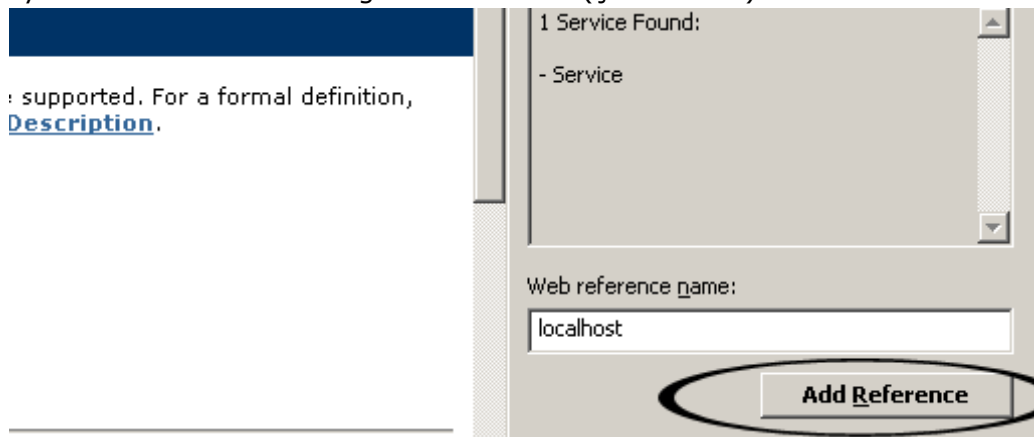 1 Service Found:
- Service
supported. For a formal definition,
Description.
Web reference name:
localhost
Add Reference